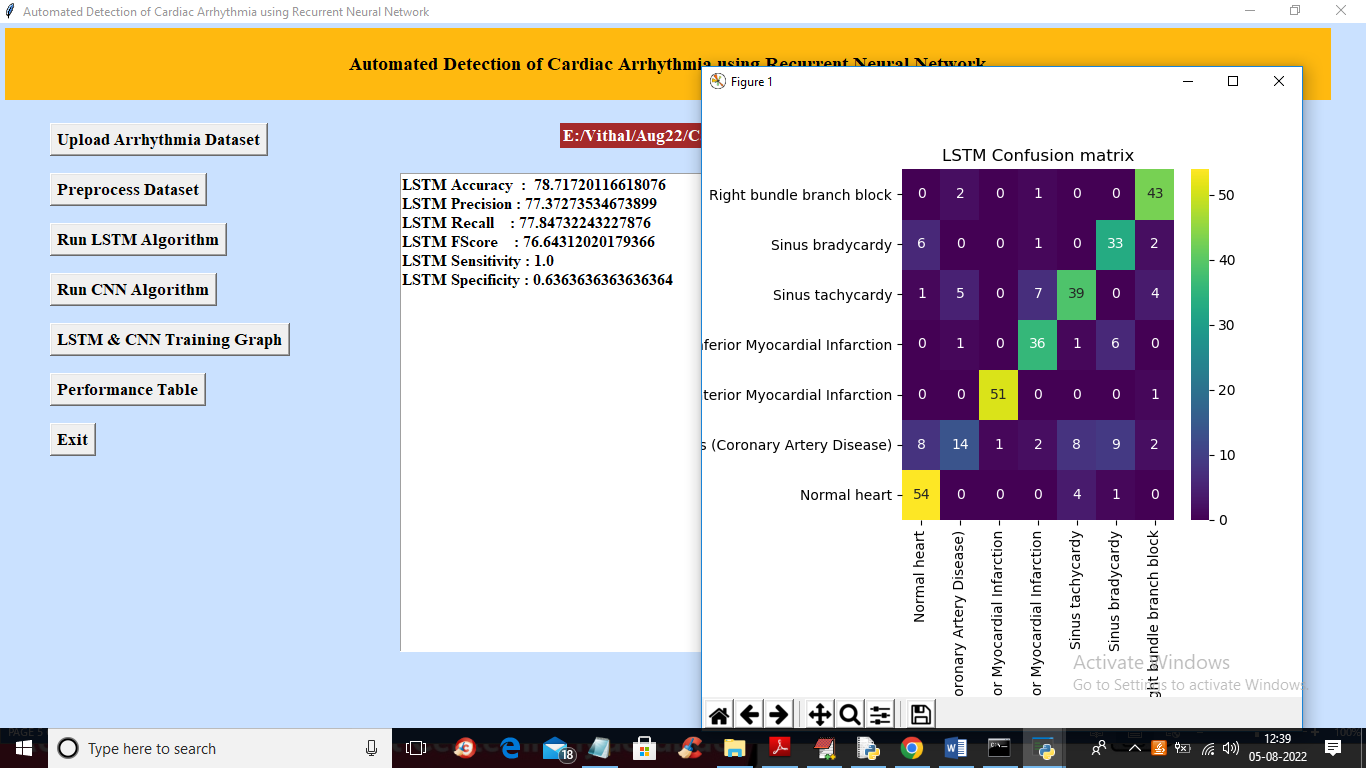 Automated Detection of Cardiac Arrhythmia using Recurrent Neural Network
Automated Detection of Cardiac Arrhythmia using Recurrent Neural Network
Upload Arrhythmia Dataset
Preprocess Dataset
Run LSTM Algorithm
Run CNN Algorithm
LSTM & CNN Training Graph
Performance Table
Exit
E:/Vithal/Aug22/C
LSTM Accuracy : 78.71720116618076
LSTM Precision : 77.37273534673899
LSTM Recall : 77.84732243227876
LSTM FScore : 76.64312020179366
LSTM Sensitivity : 1.0
LSTM Specificity : 0.6363636363636364
Figure 1
LSTM Confusion matrix
Right bundle branch block 0 2 0 1 0 0 43
Sinus bradycardy 6 0 0 1 0 33 2
Sinus tachycardy 1 5 0 7 39 0 4
nferior Myocardial Infarction 0 1 0 36 1 6 0
terior Myocardial Infarction 0 0 51 0 0 0 1
s (Coronary Artery Disease) 8 14 1 2 8 9 2
Normal heart 54 0 0 0 4 1 0
50
40
30
20
10
0
Normal heart
oronary Artery Disease)
or Myocardial Infarction
or Myocardial Infarction
Sinus tachycardy
Sinus bradycardy
ght bundle branch block
Activate Windows
Go to Settings to activate Windows.
Type here to search
18
12:39
05-08-2022
100%